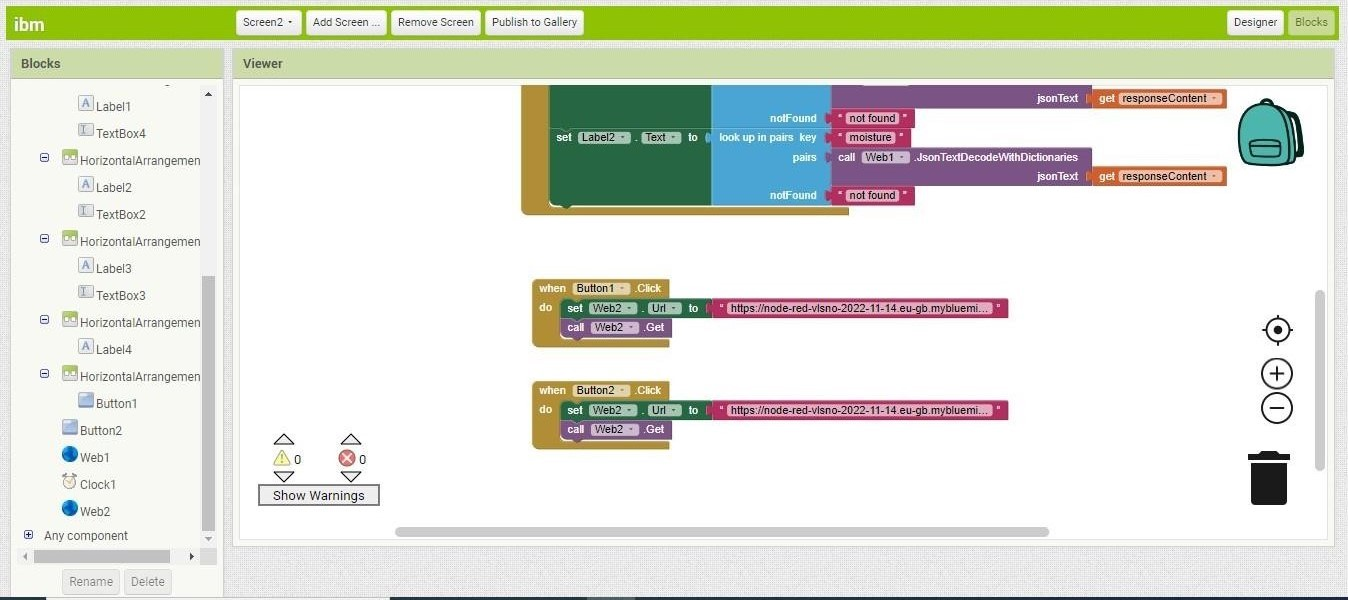 ibm
Screen2
Add Screen ...
Remove Screen
Publish to Gallery
Designer
Blocks
Blocks
Label1
TextBox4
HorizontalArrangemen
Label2
TextBox2
HorizontalArrangemen
Label3
TextBox3
HorizontalArrangemen
Label4
HorizontalArrangemen
Button1
Button2
Web1
Clock1
Web2
Any component
Rename
Delete
Viewer
jsonText get responseContent
notFound " not found "
set Label2 . Text to look up in pairs key " moisture "
pairs call Web1 .JsonTextDecodeWithDictionaries
jsonText get responseContent
notFound " not found "
when Button1 .Click
do set Web2 . Url to " https://node-red-vlsno-2022-11-14.eu-gb.mybluemi... "
call Web2 .Get
when Button2 .Click
do set Web2 . Url to " https://node-red-vlsno-2022-11-14.eu-gb.mybluemi... "
call Web2 .Get
0 0
Show Warnings